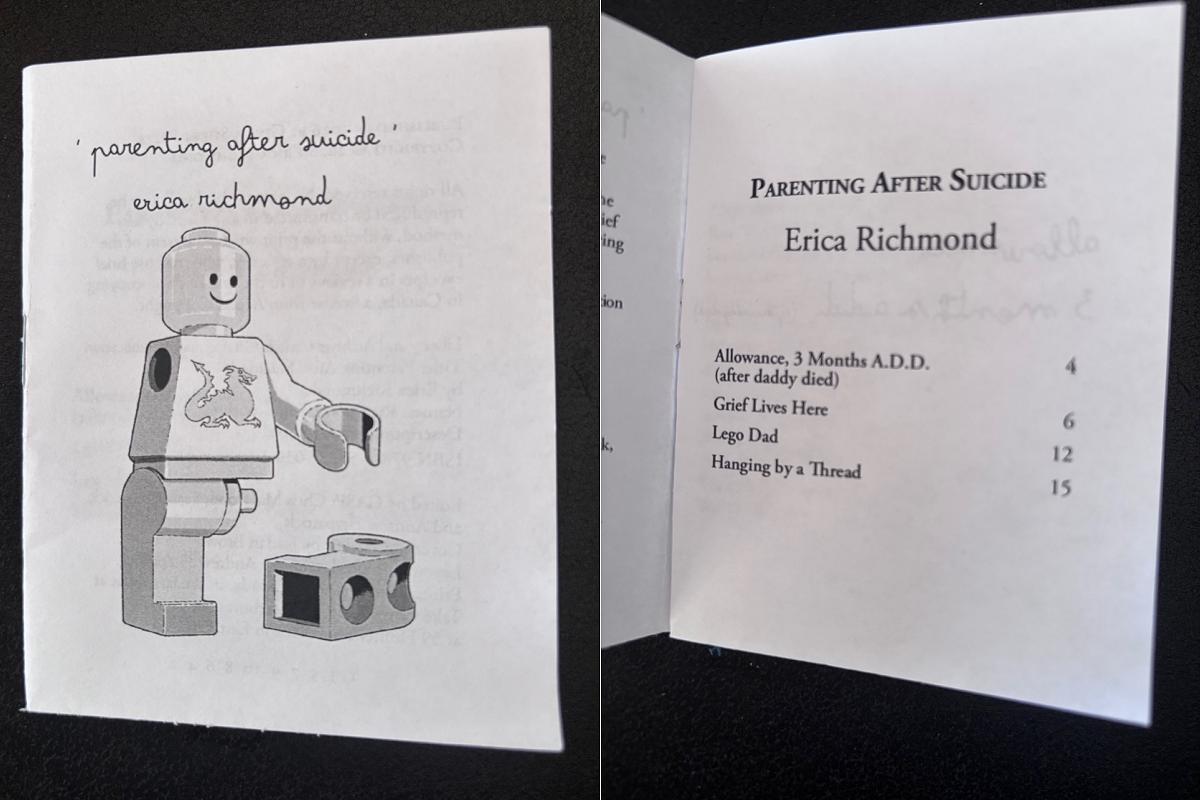 ' parenting after suicide '
erica richmond
PARENTING AFTER SUICIDE
Erica Richmond
Allowance, 3 Months A.D.D. 4
(after daddy died)
Grief Lives Here 6
Lego Dad 12
Hanging by a Thread 15